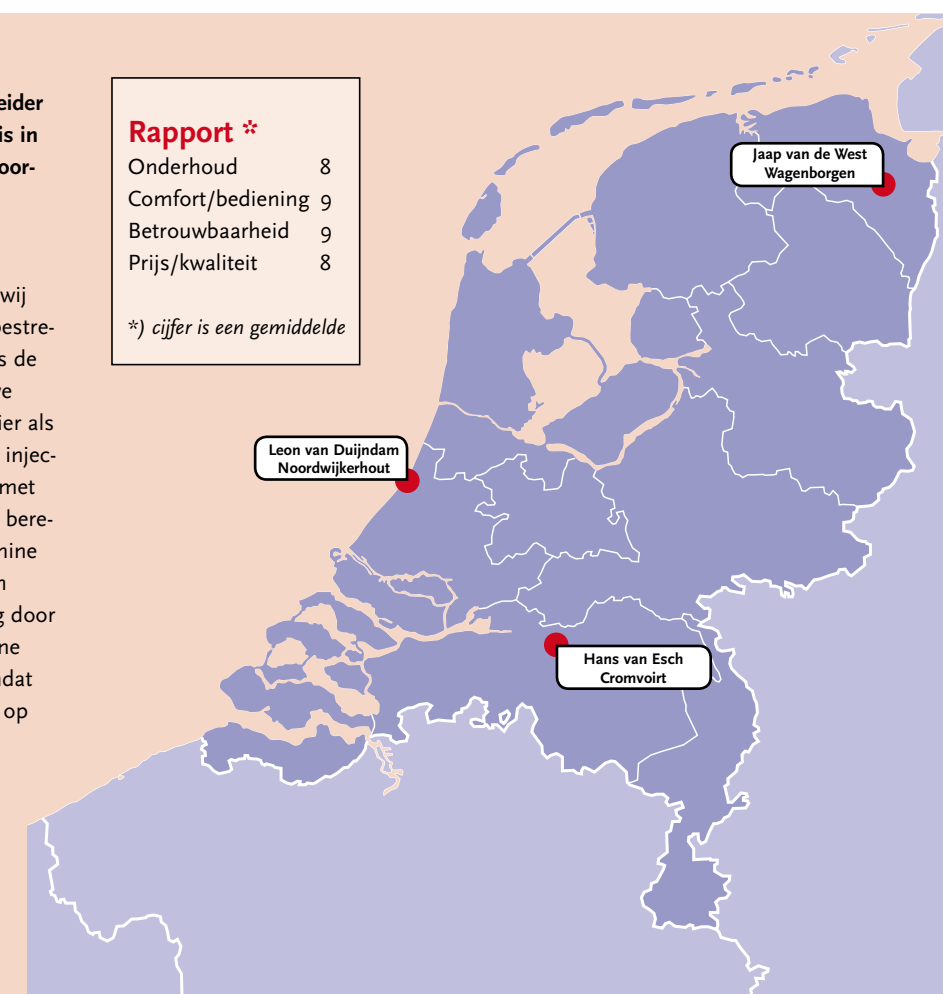 eider
is in
oor-
wij
bestre-
s de
ve
ier als
injec-
met
bere-
nine
n
g door
ne
ndat
op
Rapport *
Onderhoud 8
Comfort/bediening 9
Betrouwbaarheid 9
Prijs/kwaliteit 8
*) cijfer is een gemiddelde
Jaap van de West
Wagenborgen
Leon van Duijndam
Noordwijkerhout
Hans van Esch
Cromvoirt